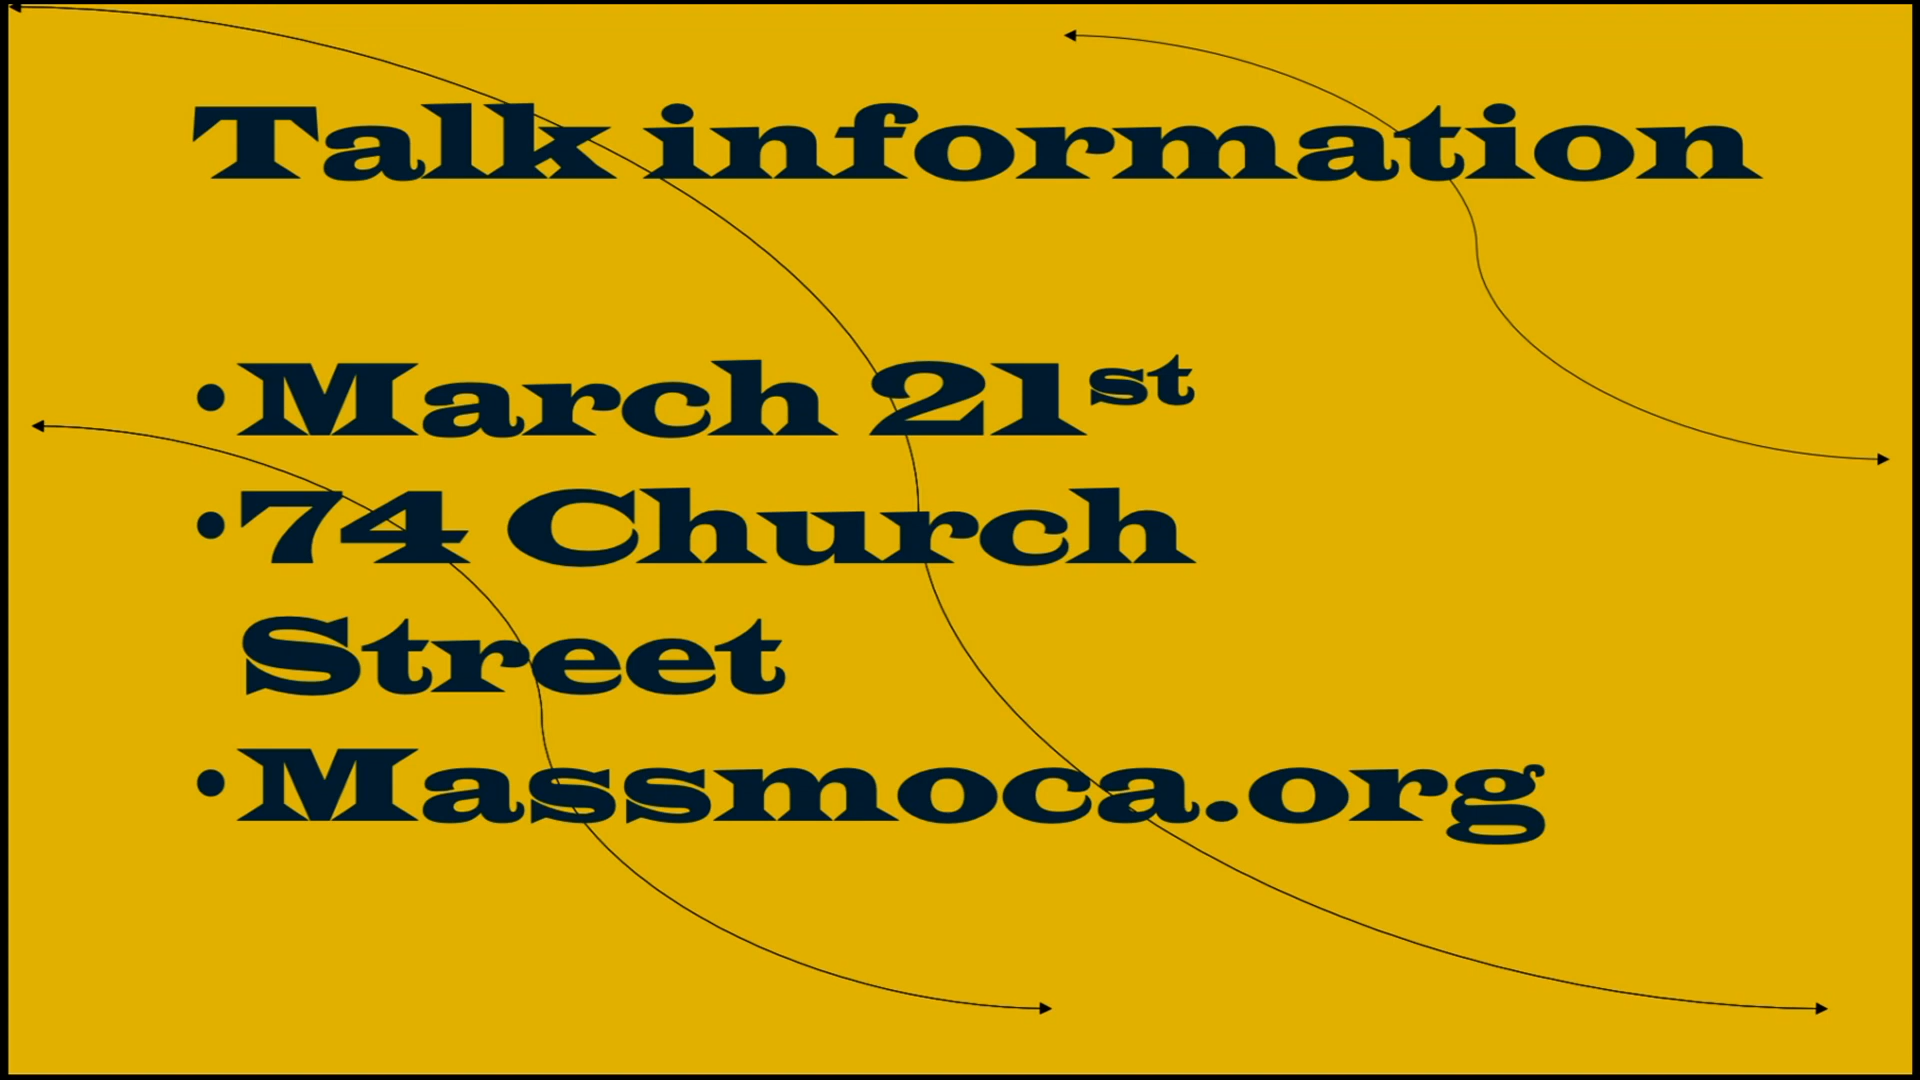 Talk information
•March 21st
•74 Church
Street
•Massmoca.org